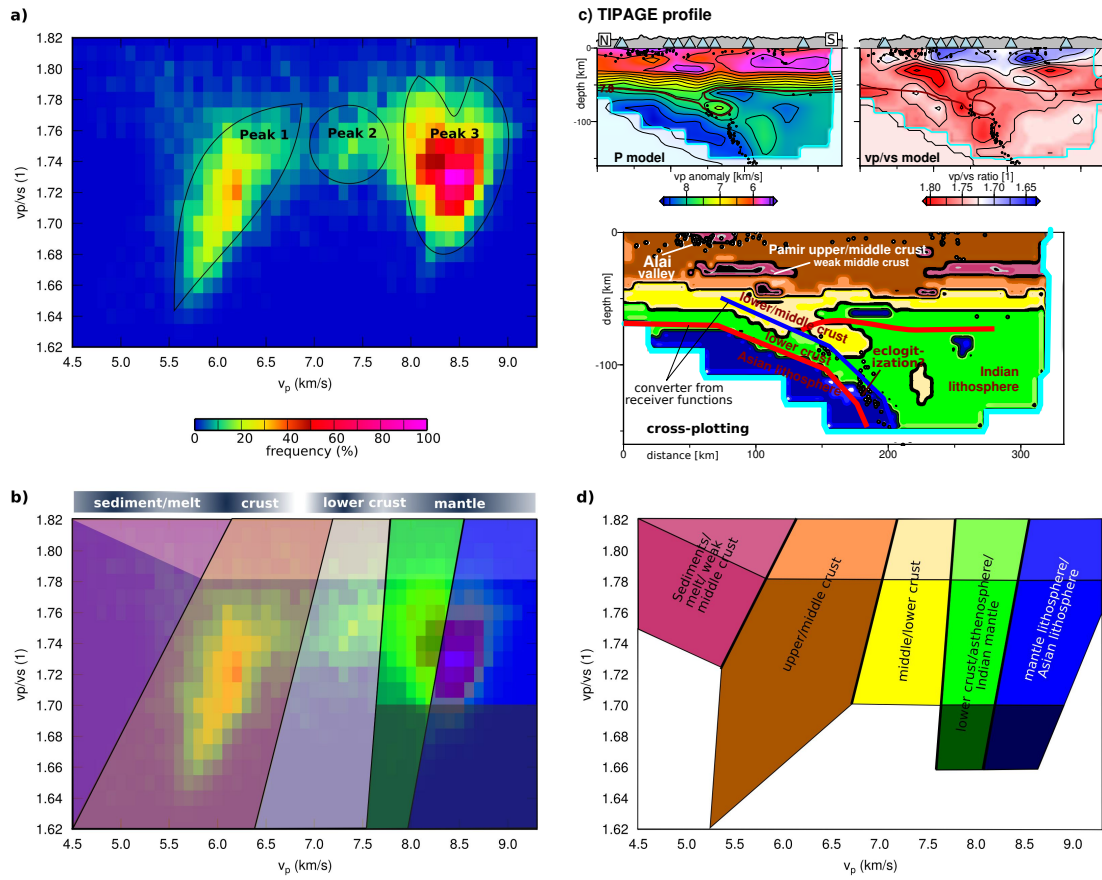 a)
1.82
1.80
1.78
1.76
1.74
1.72
1.70
1.68
1.66
1.64
1.62
vp/vs (1)
Peak 1
Peak 2
Peak 3
4.5 5.0 5.5 6.0 6.5 7.0 7.5 8.0 8.5 9.0
vp (km/s)
0 20 40 60 80 100
frequency (%)
c) TIPAGE profile
N
S
depth [km]
0
-100
7.5
P model
vp/vs model
vp anomaly [km/s]
8 7 6
vp/vs ratio [1]
1.80 1.75 1.70 1.65
depth [km]
0
-100
Alai
valley
Pamir upper/middle crust
weak middle crust
lower/middle crust
lower crust
Asian lithosphere
eclogit-
ization?
Indian
lithosphere
converter from
receiver functions
cross-plotting
0 distance [km] 100 200 300
b)
sediment/melt crust lower crust mantle
1.82
1.80
1.78
1.76
1.74
1.72
1.70
1.68
1.66
1.64
1.62
vp/vs (1)
4.5 5.0 5.5 6.0 6.5 7.0 7.5 8.0 8.5 9.0
vp (km/s)
d)
1.82
1.80
1.78
1.76
1.74
1.72
1.70
1.68
1.66
1.64
1.62
vp/vs (1)
Sediments/
melt/ weak
middle crust
upper/middle crust
middle/lower crust
lower crust/asthenosphere/
Indian mantle
mantle lithosphere/
Asian lithosphere
4.5 5.0 5.5 6.0 6.5 7.0 7.5 8.0 8.5 9.0
vp (km/s)